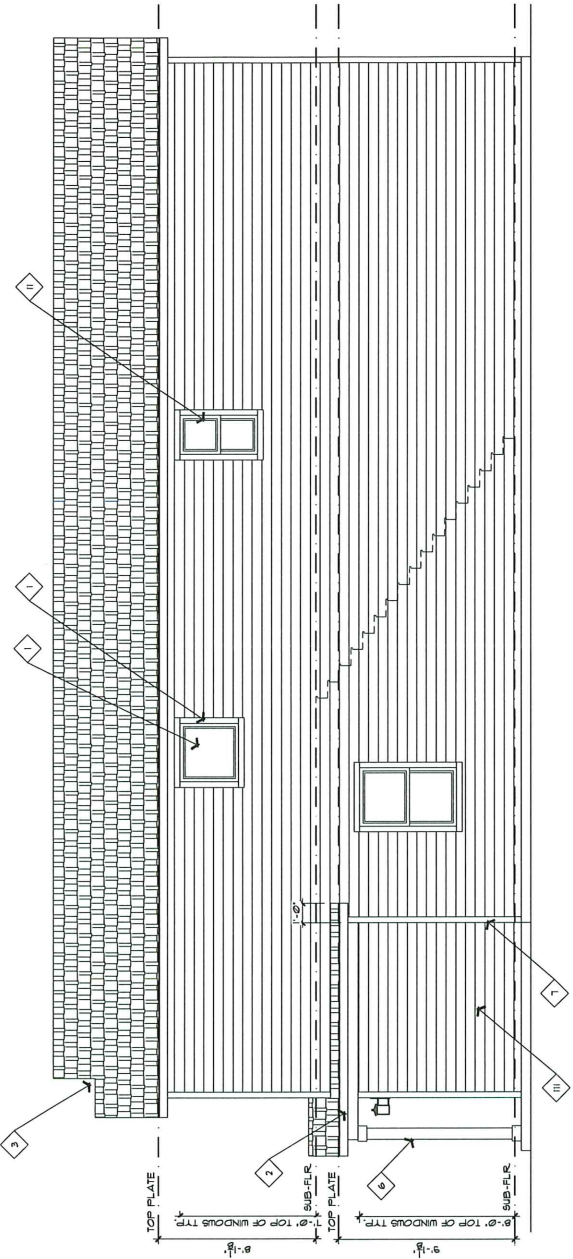 3
1
1
11
TOP PLATE
8'-1 1/8"
7'-0" TOP OF WINDOWS TYP.
SUB-FLR
2
1'-0"
TOP PLATE
9'-1 1/8"
8'-0" TOP OF WINDOWS TYP.
SUB-FLR
6
7